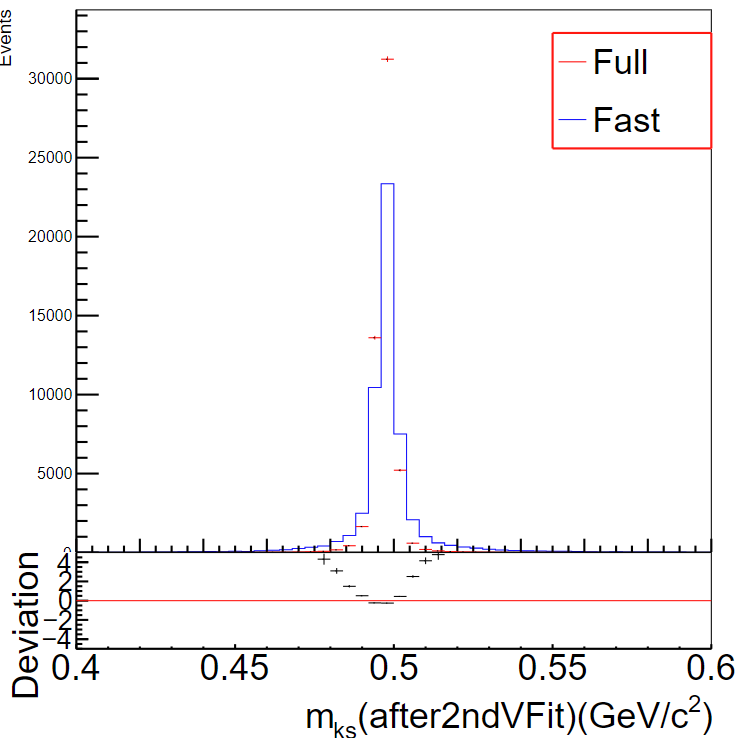 Events
30000
25000
20000
15000
10000
5000
0
Full
Fast
Deviation
4
2
0
−2
−4
0.4 0.45 0.5 0.55 0.6
m_ks(after2ndVFit)(GeV/c²)